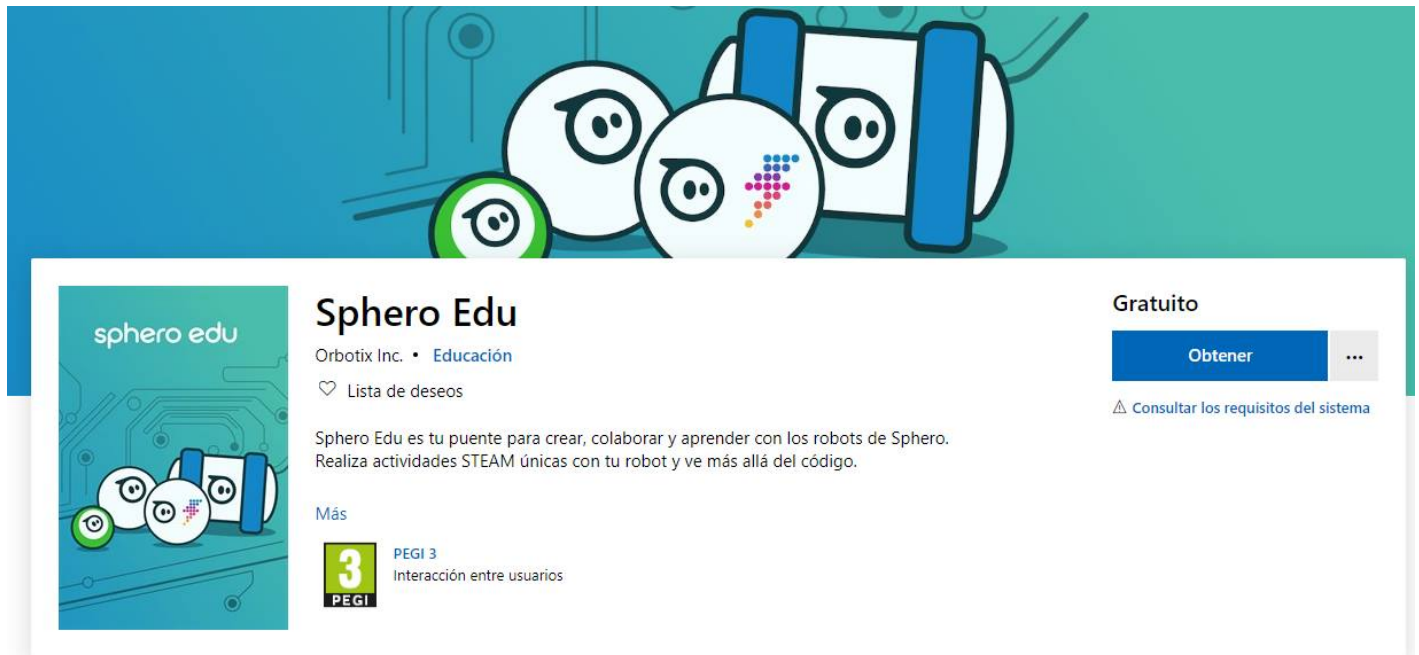 sphero edu
Sphero Edu
Orbotix Inc. • Educación
Lista de deseos
Sphero Edu es tu puente para crear, colaborar y aprender con los robots de Sphero.
Realiza actividades STEAM únicas con tu robot y ve más allá del código.
Más
3
PEGI
PEGI 3
Interacción entre usuarios
Gratuito
Obtener
Consultar los requisitos del sistema